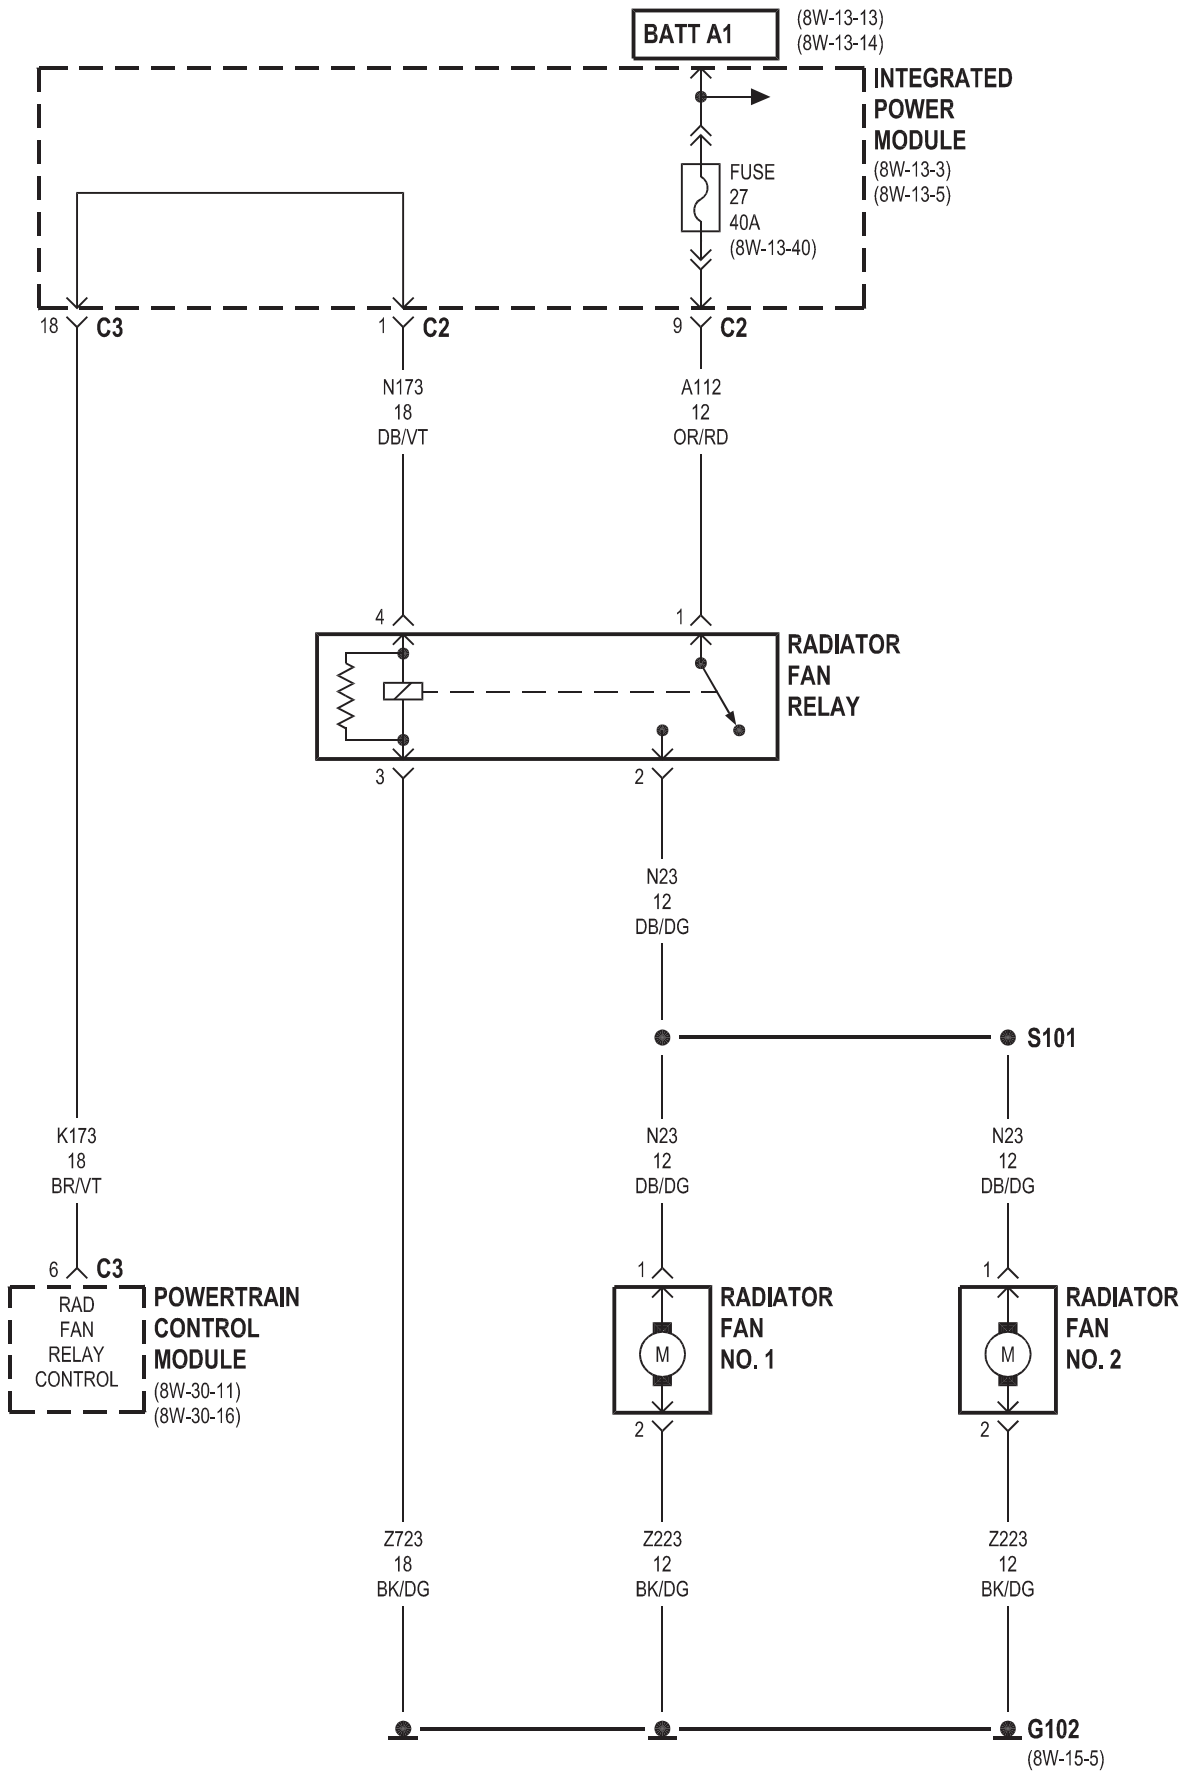 BATT A1
(8W-13-13)
(8W-13-14)
INTEGRATED
POWER
MODULE
(8W-13-3)
(8W-13-5)
FUSE
27
40A
(8W-13-40)
18 C3
1 C2
9 C2
N173
18
DB/VT
A112
12
OR/RD
4
1
RADIATOR
FAN
RELAY
3
2
N23
12
DB/DG
S101
K173
18
BR/VT
N23
12
DB/DG
N23
12
DB/DG
6 C3
1
1
RAD
FAN
RELAY
CONTROL
POWERTRAIN
CONTROL
MODULE
(8W-30-11)
(8W-30-16)
M
RADIATOR
FAN
NO. 1
M
RADIATOR
FAN
NO. 2
2
2
Z723
18
BK/DG
Z223
12
BK/DG
Z223
12
BK/DG
G102
(8W-15-5)